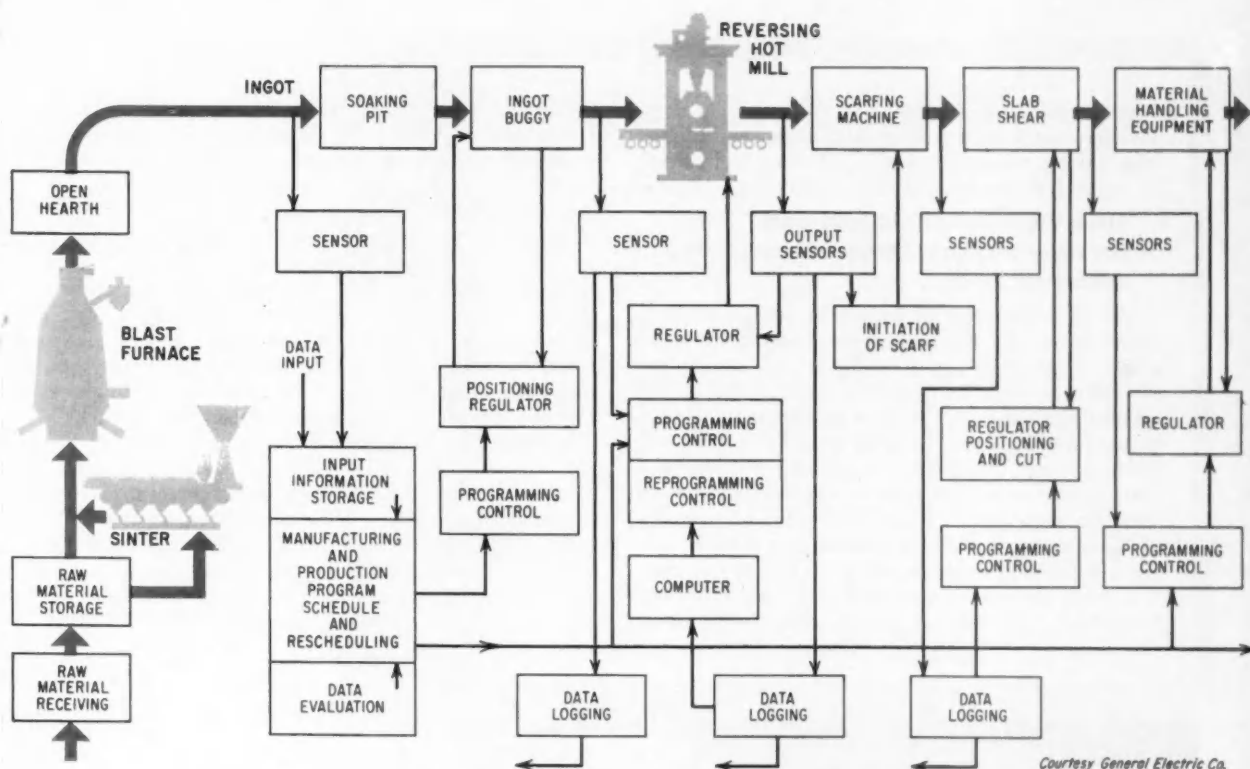 REVERSING
HOT
MILL
INGOT
SOAKING
PIT
INGOT
BUGGY
SCARFING
MACHINE
SLAB
SHEAR
MATERIAL
HANDLING
EQUIPMENT
OPEN
HEARTH
SENSOR
SENSOR
OUTPUT
SENSORS
SENSORS
SENSORS
BLAST
FURNACE
DATA
INPUT
POSITIONING
REGULATOR
REGULATOR
INITIATION
OF SCARF
REGULATOR
POSITIONING
AND CUT
REGULATOR
INPUT
INFORMATION
STORAGE
PROGRAMMING
CONTROL
PROGRAMMING
CONTROL
REPROGRAMMING
CONTROL
SINTER
MANUFACTURING
AND
PRODUCTION
PROGRAM
SCHEDULE
AND
RESCHEDULING
COMPUTER
PROGRAMMING
CONTROL
PROGRAMMING
CONTROL
RAW
MATERIAL
STORAGE
RAW
MATERIAL
RECEIVING
DATA
EVALUATION
DATA
LOGGING
DATA
LOGGING
DATA
LOGGING
Courtesy General Electric Co.